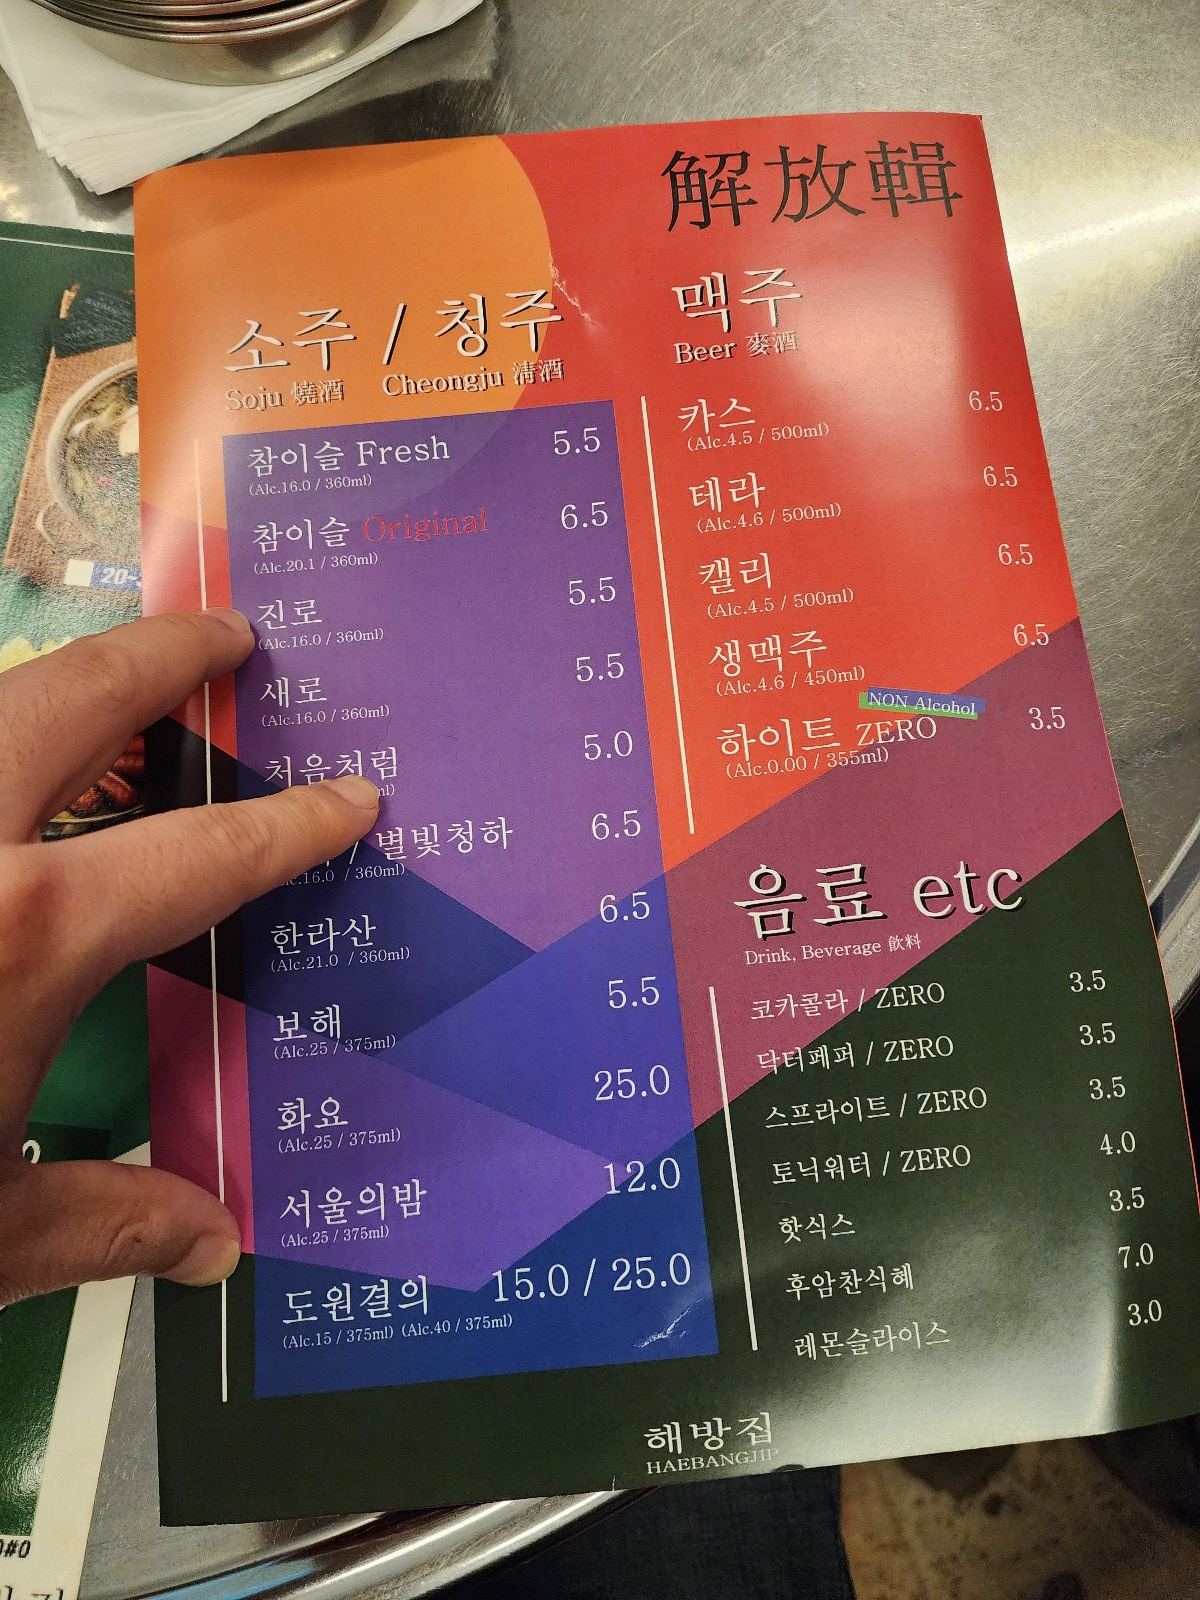 解放輯
소주 / 청주
Soju 燒酒 Cheongju 淸酒
참이슬 Fresh 5.5
(Alc.16.0 / 360ml)
참이슬 Original 6.5
(Alc.20.1 / 360ml)
진로 5.5
(Alc.16.0 / 360ml)
새로 5.5
(Alc.16.0 / 360ml)
처음처럼 5.0
ml)
/ 별빛청하 6.5
.16.0 / 360ml)
한라산 6.5
(Alc.21.0 / 360ml)
보해 5.5
(Alc.25 / 375ml)
화요 25.0
(Alc.25 / 375ml)
서울의밤 12.0
(Alc.25 / 375ml)
도원결의 15.0 / 25.0
(Alc.15 / 375ml) (Alc.40 / 375ml)
맥주
Beer 麥酒
카스 6.5
(Alc.4.5 / 500ml)
테라 6.5
(Alc.4.6 / 500ml)
캘리 6.5
(Alc.4.5 / 500ml)
생맥주 6.5
(Alc.4.6 / 450ml)
NON Alcohol
하이트 ZERO 3.5
(Alc.0.00 / 355ml)
음료 etc
Drink, Beverage 飮料
코카콜라 / ZERO 3.5
닥터페퍼 / ZERO 3.5
스프라이트 / ZERO 3.5
토닉워터 / ZERO 4.0
핫식스 3.5
후암찬식혜 7.0
레몬슬라이스 3.0
해방집
HAEBANGJIP
20-
#0